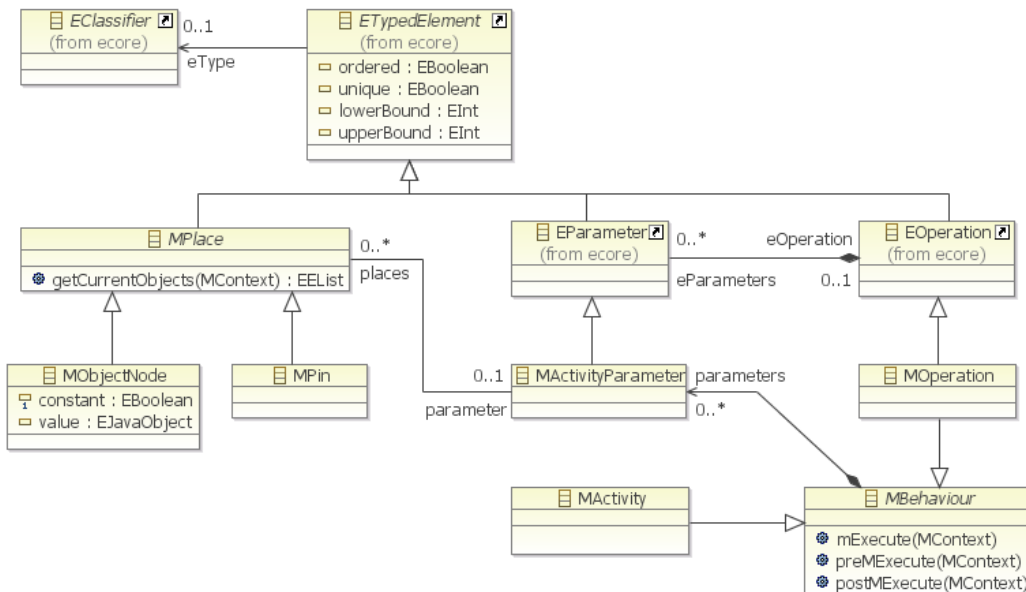 EClassifier
(from ecore)
0..1
eType
ETypedElement
(from ecore)
ordered : EBoolean
unique : EBoolean
lowerBound : EInt
upperBound : EInt
MPlace
getCurrentObjects(MContext) : EEList
0..*
places
EParameter
(from ecore)
0..*
eParameters
eOperation
0..1
EOperation
(from ecore)
MObjectNode
1
constant : EBoolean
value : EJavaObject
MPin
0..1
parameter
MActivityParameter
parameters
0..*
MOperation
MActivity
MBehaviour
mExecute(MContext)
preMExecute(MContext)
postMExecute(MContext)